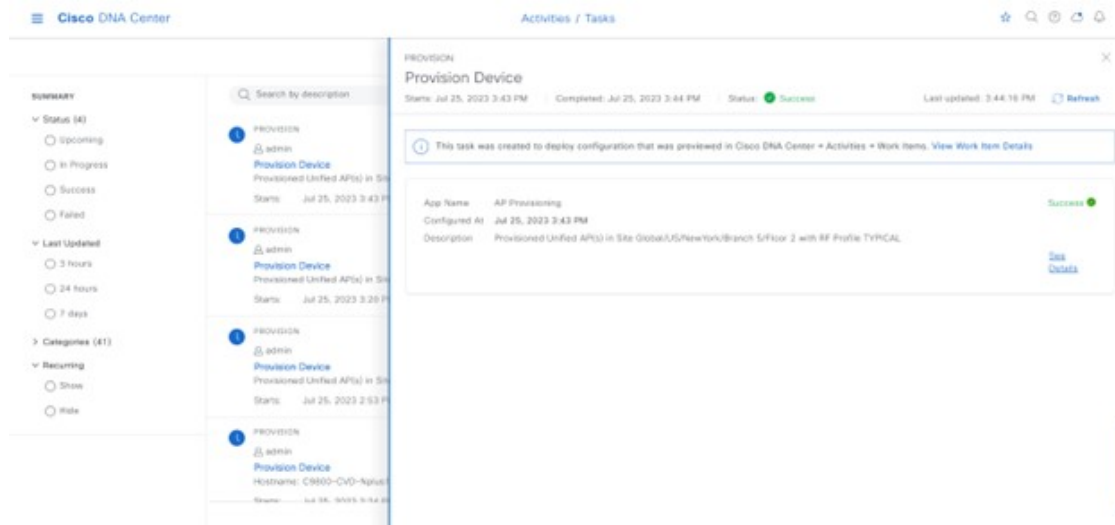 Cisco DNA Center
Activities / Tasks
SUMMARY
Status (4)
Upcoming
In Progress
Success
Failed
Last Updated
3 hours
24 hours
7 days
Categories (41)
Recurring
Show
Hide
Search by description
PROVISION
admin
Provision Device
Provisioned Unified AP(s) in Sit
Starts: Jul 25, 2023 3:43 P
PROVISION
admin
Provision Device
Provisioned Unified AP(s) in Sit
Starts: Jul 25, 2023 3:20 P
PROVISION
admin
Provision Device
Provisioned Unified AP(s) in Sit
Starts: Jul 25, 2023 2:53 P
PROVISION
admin
Provision Device
Hostname: C9800-CVD-Nplus
PROVISION
Provision Device
Starts: Jul 25, 2023 3:43 PM Completed: Jul 25, 2023 3:44 PM Status: Success Last updated: 3:44:16 PM Refresh
This task was created to deploy configuration that was previewed in Cisco DNA Center > Activities > Work Items. View Work Item Details
App Name AP Provisioning Success
Configured At Jul 25, 2023 3:43 PM
Description Provisioned Unified AP(s) in Site Global/US/NewYork/Branch 5/Floor 2 with RF Profile TYPICAL.
See
Details